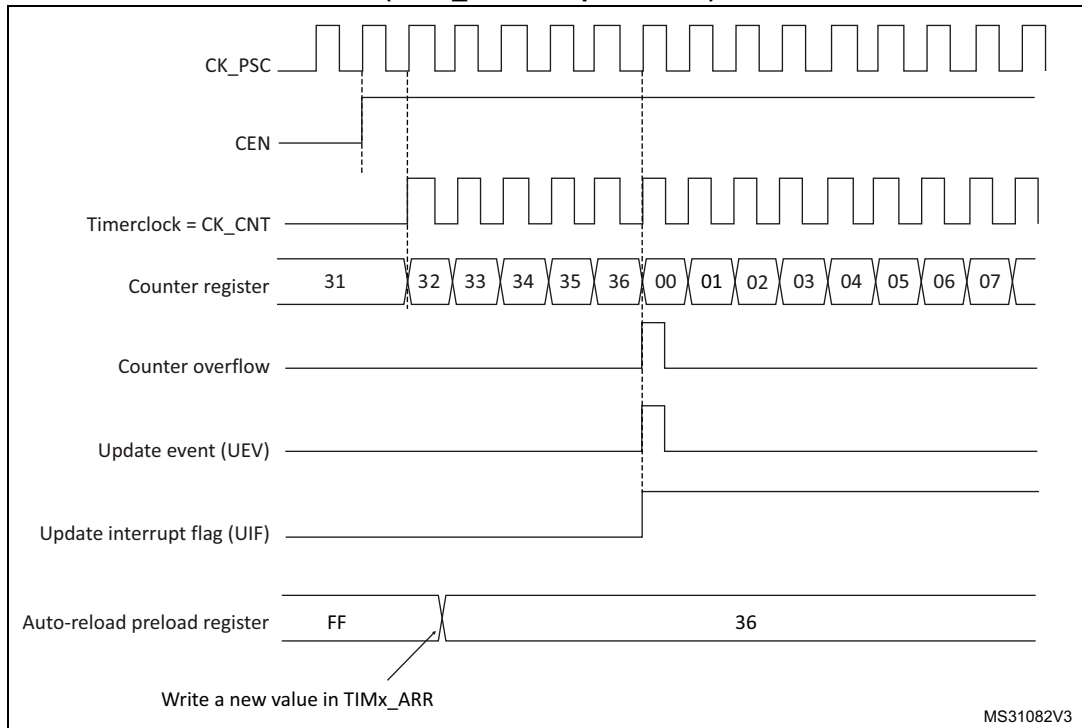 CK_PSC
CEN
Timerclock = CK_CNT
Counter register 31 32 33 34 35 36 00 01 02 03 04 05 06 07
Counter overflow
Update event (UEV)
Update interrupt flag (UIF)
Auto-reload preload register FF 36
Write a new value in TIMx_ARR
MS31082V3